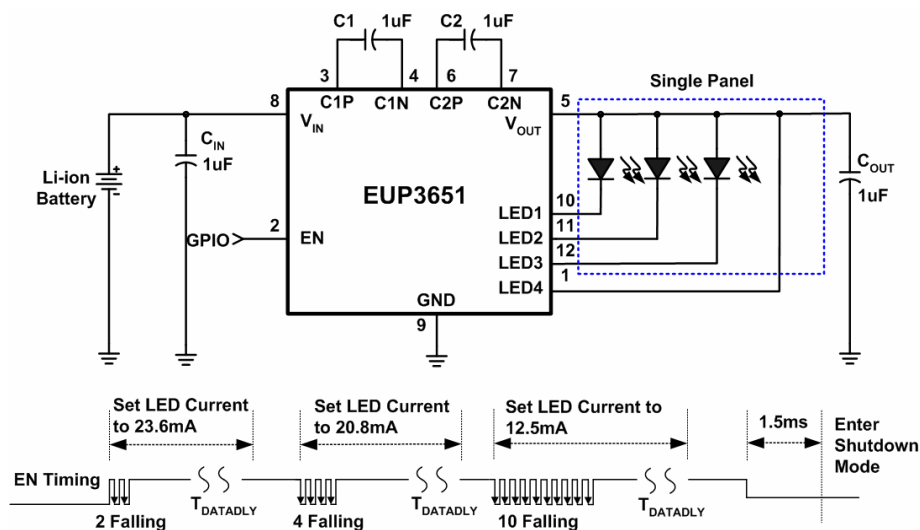 C1 1uF C2 1uF
3 4 6 7
C1P C1N C2P C2N
Single Panel
8 5
VIN VOUT
CIN
1uF
Li-ion
Battery
EUP3651
COUT
1uF
10
LED1
2 11
GPIO EN LED2
12
LED3
1
LED4
GND
9
Set LED Current
to 23.6mA
Set LED Current
to 20.8mA
Set LED Current to
12.5mA
1.5ms
Enter
Shutdown
Mode
EN Timing
TDATADLY TDATADLY TDATADLY
2 Falling 4 Falling 10 Falling